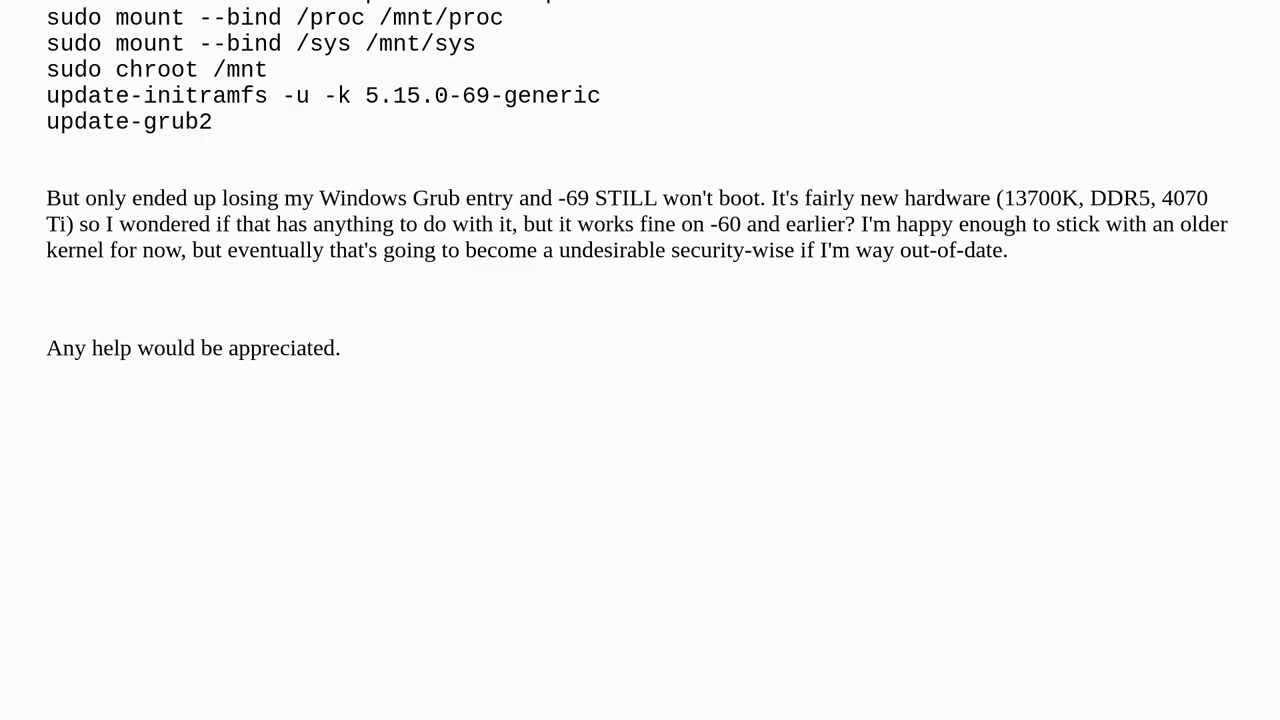 sudo mount --bind /proc /mnt/proc
sudo mount --bind /sys /mnt/sys
sudo chroot /mnt
update-initramfs -u -k 5.15.0-69-generic
update-grub2
But only ended up losing my Windows Grub entry and -69 STILL won't boot. It's fairly new hardware (13700K, DDR5, 4070
Ti) so I wondered if that has anything to do with it, but it works fine on -60 and earlier? I'm happy enough to stick with an older
kernel for now, but eventually that's going to become a undesirable security-wise if I'm way out-of-date.
Any help would be appreciated.